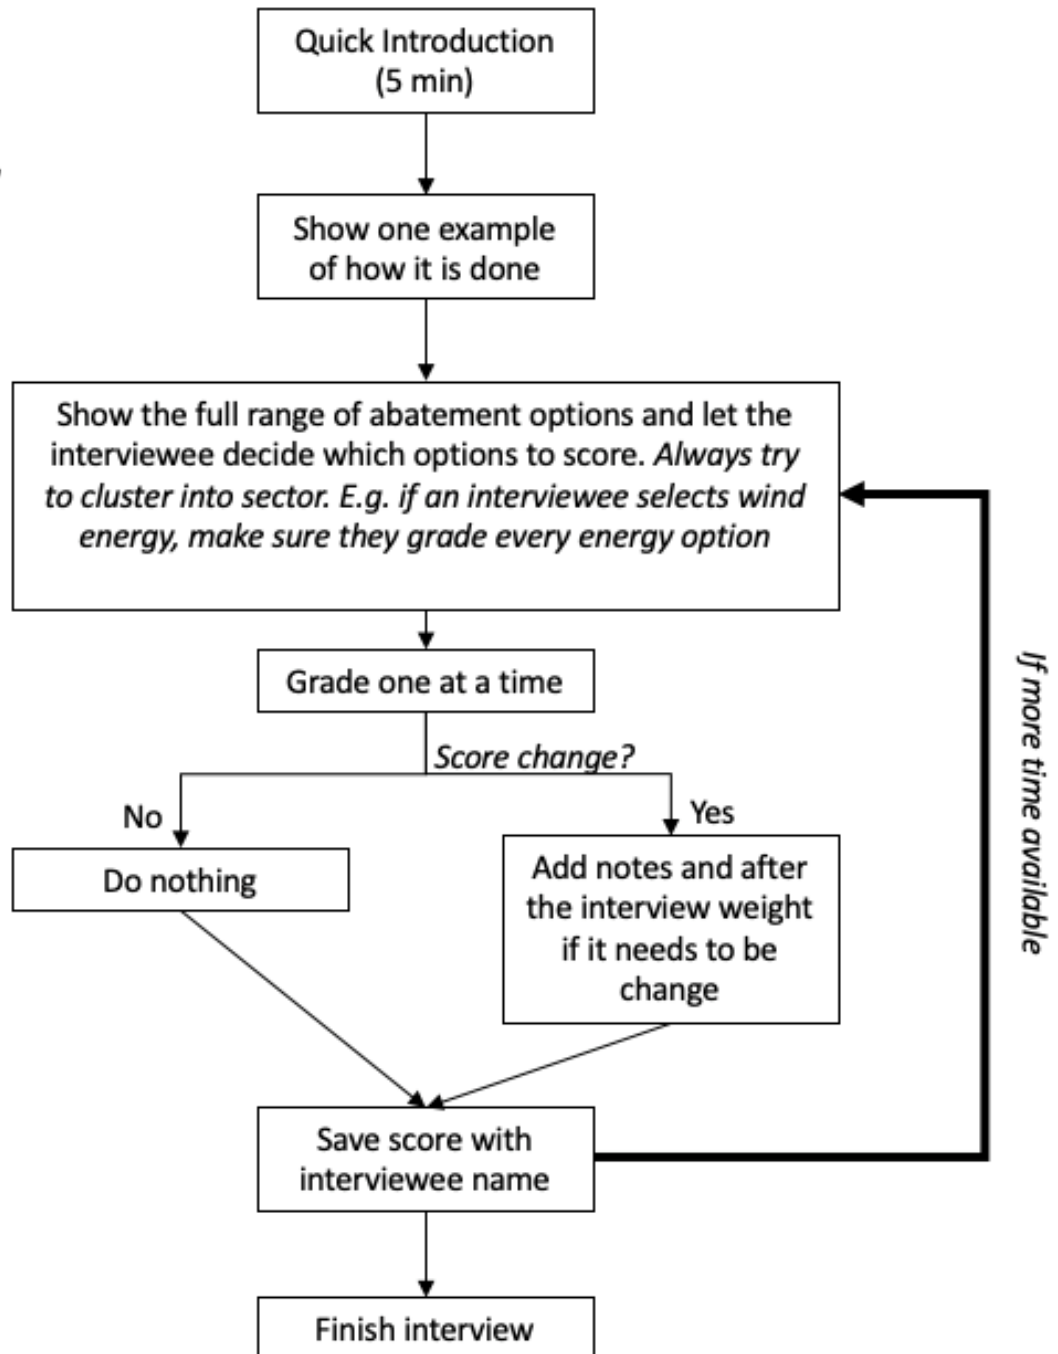 Quick Introduction
(5 min)
Show one example
of how it is done
Show the full range of abatement options and let the
interviewee decide which options to score. Always try
to cluster into sector. E.g. if an interviewee selects wind
energy, make sure they grade every energy option
Grade one at a time
Score change?
No
Yes
Do nothing
Add notes and after
the interview weight
if it needs to be
change
If more time available
Save score with
interviewee name
Finish interview